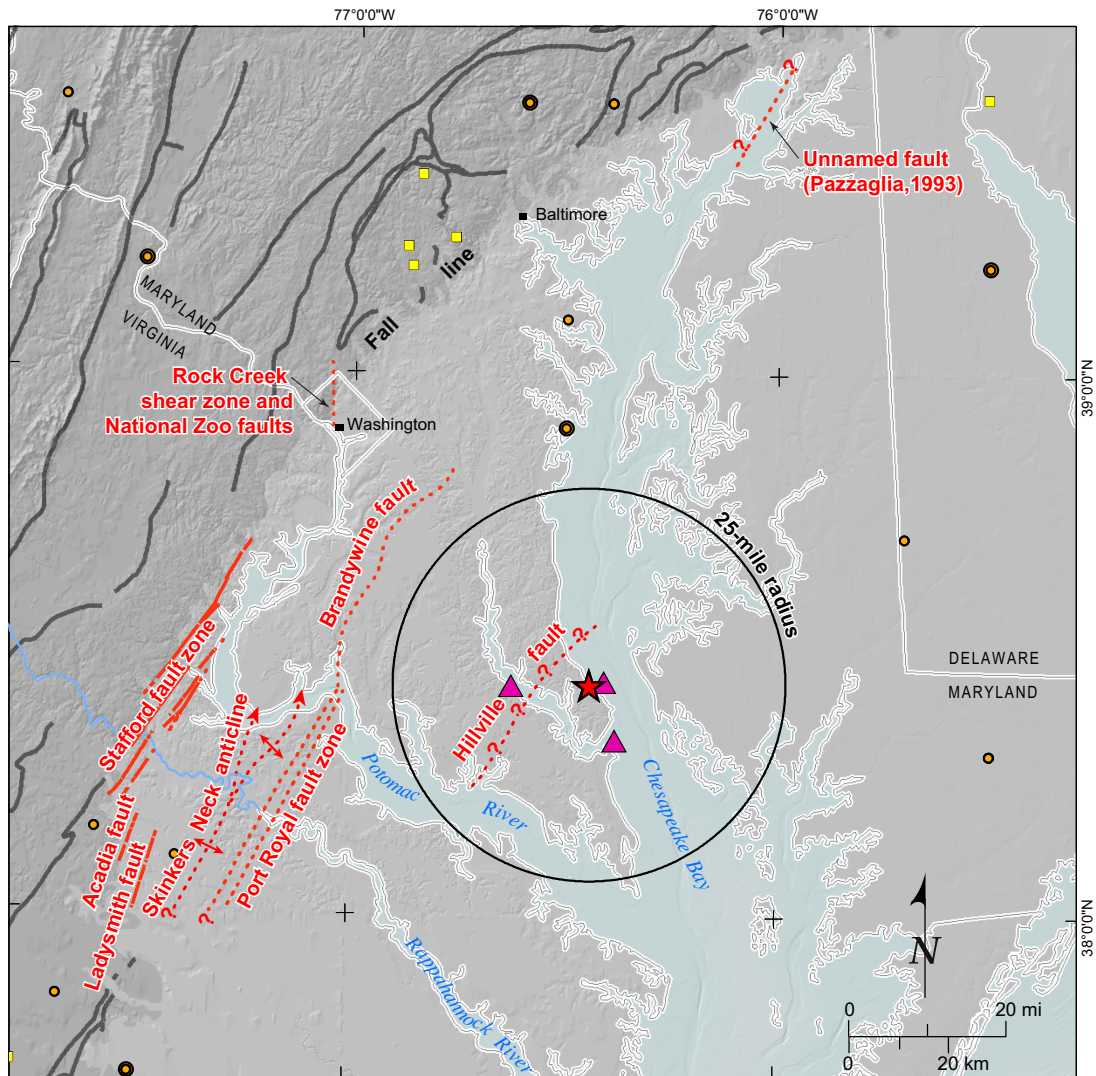 77°0'0"W
76°0'0"W
?
?
Unnamed fault
(Pazzaglia,1993)
Baltimore
line
Fall
MARYLAND
VIRGINIA
39°0'0"N
Rock Creek
shear zone and
National Zoo faults
Washington
Brandywine fault
25-mile radius
Stafford fault zone
Hillville
fault
?
?
?
?
DELAWARE
MARYLAND
Skinkers Neck anticline
Port Royal fault zone
Potomac
River
Chesapeake Bay
Acadia fault
Ladysmith fault
?
?
38°0'0"N
Rappahannock River
N
0
20 mi
0
20 km